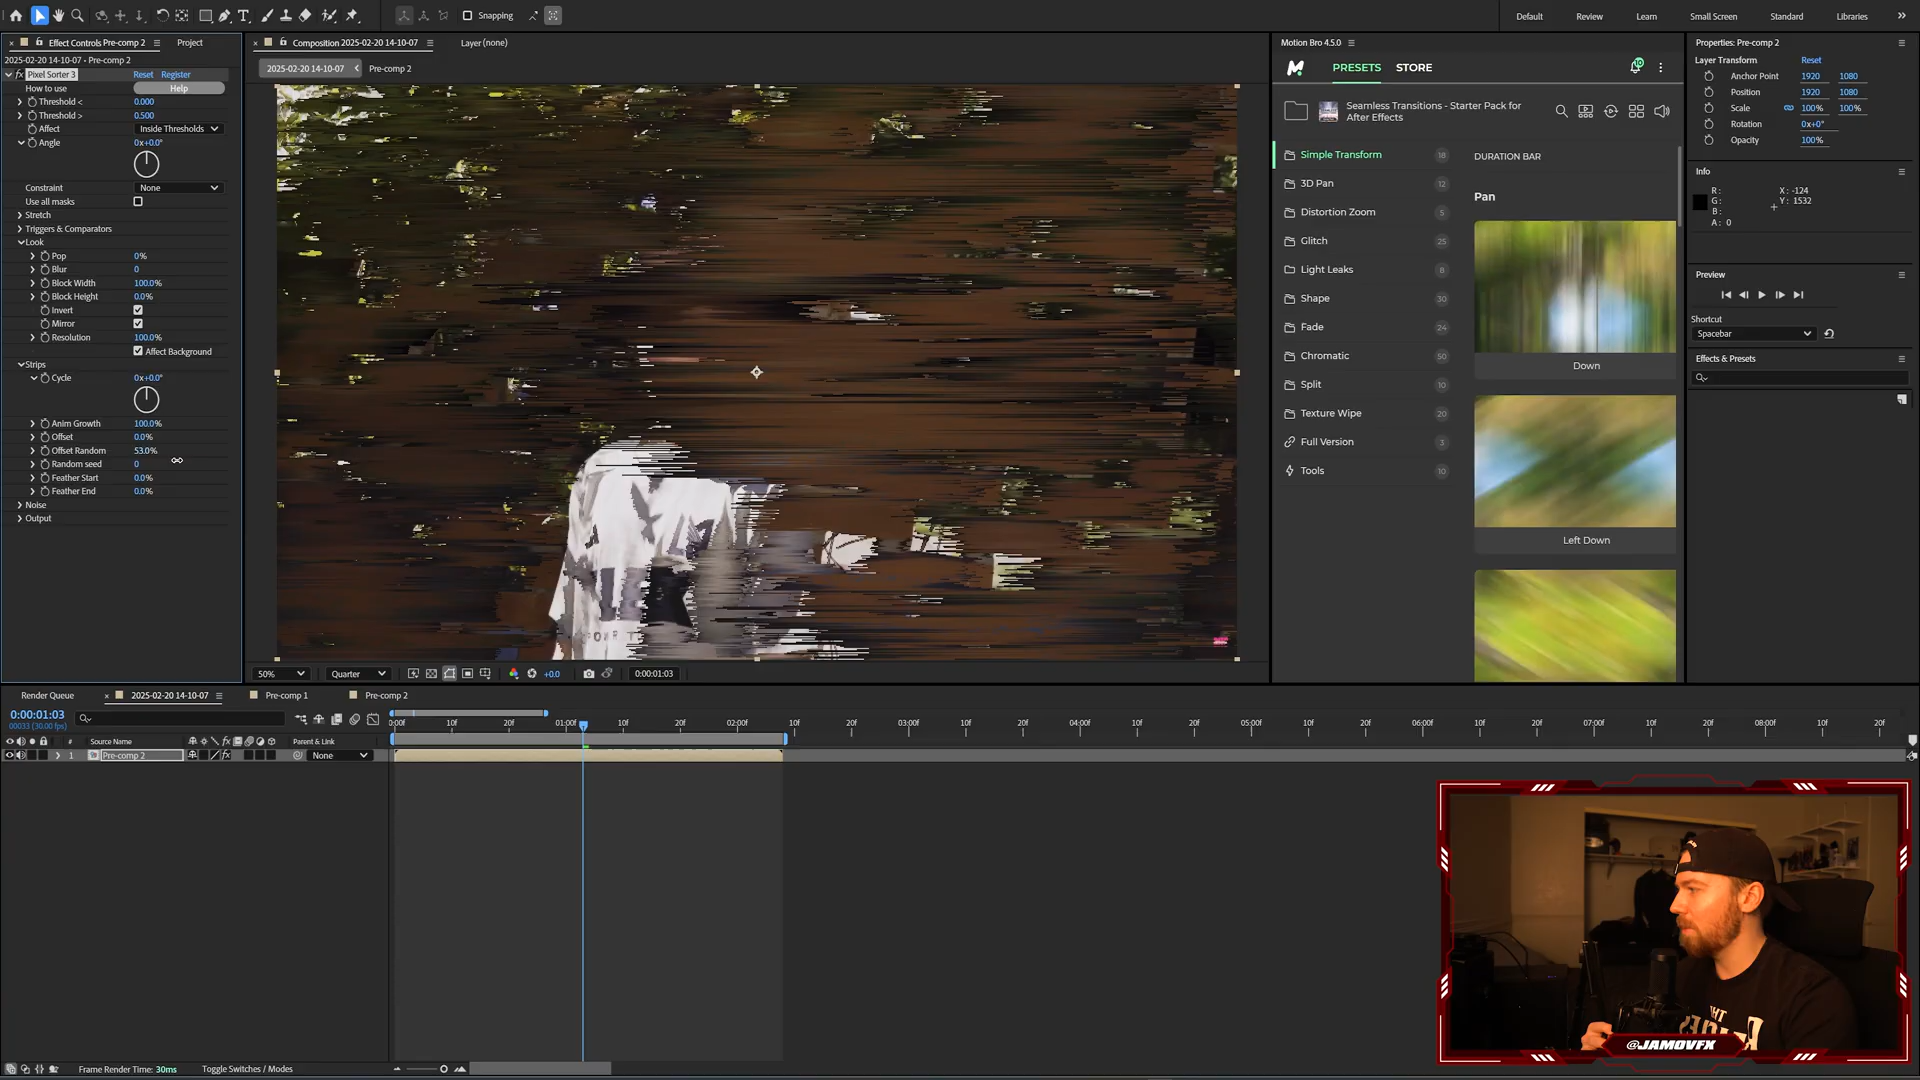 Snapping
Default
Review
Learn
Small Screen
Standard
Libraries
Effect Controls Pre-comp 2
Project
2025-02-20 14-10-07 • Pre-comp 2
fx Pixel Sorter 3
Reset
Register
How to use
Help
Threshold <
0.000
Threshold >
0.500
Affect
Inside Thresholds
Angle
0x+0.0°
Constraint
None
Use all masks
Stretch
Triggers & Comparators
Look
Pop
0%
Blur
0
Block Width
100.0%
Block Height
0.0%
Invert
Mirror
Resolution
100.0%
Affect Background
Strips
Cycle
0x+0.0°
Anim Growth
100.0%
Offset
0.0%
Offset Random
53.0%
Random seed
0
Feather Start
0.0%
Feather End
0.0%
Noise
Output
Composition 2025-02-20 14-10-07
Layer (none)
2025-02-20 14-10-07
Pre-comp 2
50%
Quarter
+0.0
0:00:01:03
Motion Bro 4.5.0
PRESETS
STORE
Seamless Transitions - Starter Pack for
After Effects
Simple Transform
18
3D Pan
12
Distortion Zoom
5
Glitch
25
Light Leaks
8
Shape
30
Fade
24
Chromatic
50
Split
10
Texture Wipe
20
Full Version
3
Tools
10
DURATION BAR
Pan
Down
Left Down
Properties: Pre-comp 2
Layer Transform
Reset
Anchor Point
1920
1080
Position
1920
1080
Scale
100%
100%
Rotation
0x+0°
Opacity
100%
Info
R :
G :
B :
A : 0
X : -124
Y : 1532
Preview
Shortcut
Spacebar
Effects & Presets
Render Queue
2025-02-20 14-10-07
Pre-comp 1
Pre-comp 2
0:00:01:03
00033 (30.00 fps)
#
Source Name
fx
Parent & Link
0:00f
10f
20f
01:00f
10f
20f
02:00f
10f
20f
03:00f
10f
20f
04:00f
10f
20f
05:00f
10f
20f
06:00f
10f
20f
07:00f
10f
20f
08:00f
10f
20f
1
Pre-comp 2
fx
None
@JAMOVFX
Frame Render Time: 30ms
Toggle Switches / Modes